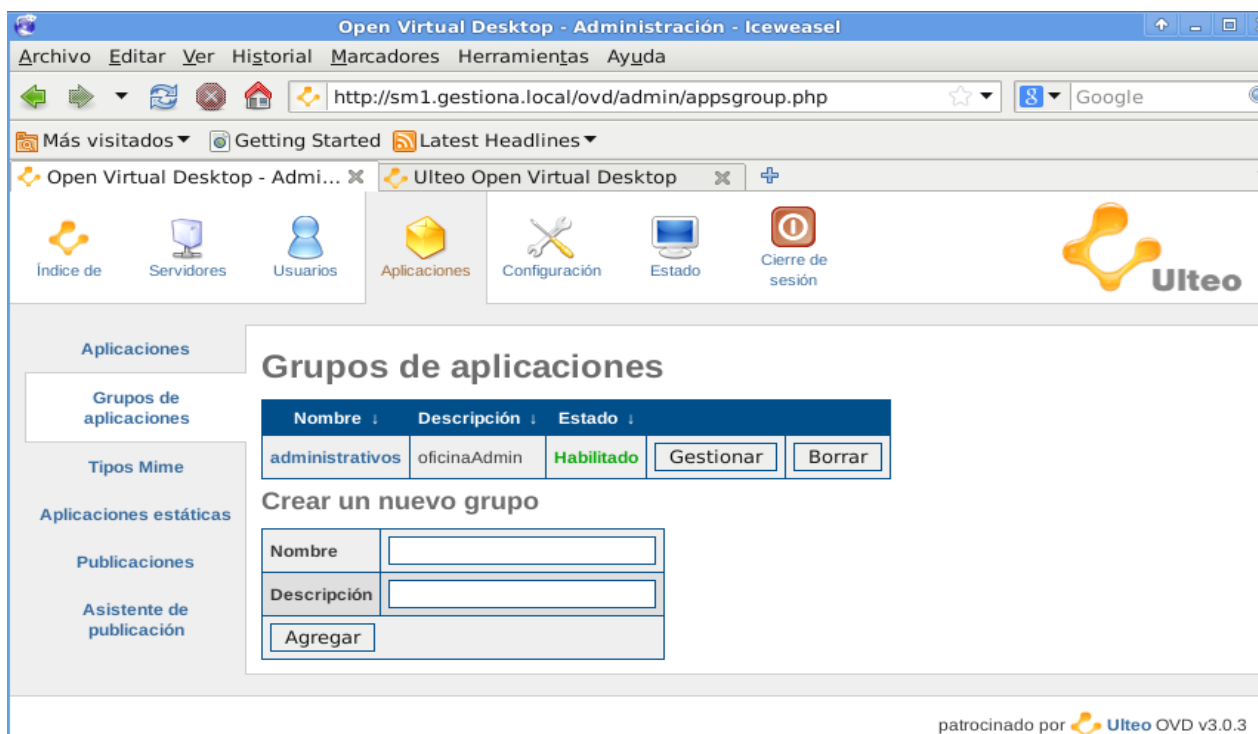 Open Virtual Desktop - Administración - Iceweasel
Archivo Editar Ver Historial Marcadores Herramientas Ayuda
http://sm1.gestiona.local/ovd/admin/appsgroup.php
8 Google
Más visitados Getting Started Latest Headlines
Open Virtual Desktop - Admi... Ulteo Open Virtual Desktop
Índice de Servidores Usuarios Aplicaciones Configuración Estado Cierre de sesión
Ulteo
Aplicaciones
Grupos de
aplicaciones
Tipos Mime
Aplicaciones estáticas
Publicaciones
Asistente de
publicación
Grupos de aplicaciones
Nombre ↓ Descripción ↓ Estado ↓
administrativos oficinaAdmin Habilitado Gestionar Borrar
Crear un nuevo grupo
Nombre
Descripción
Agregar
patrocinado por Ulteo OVD v3.0.3